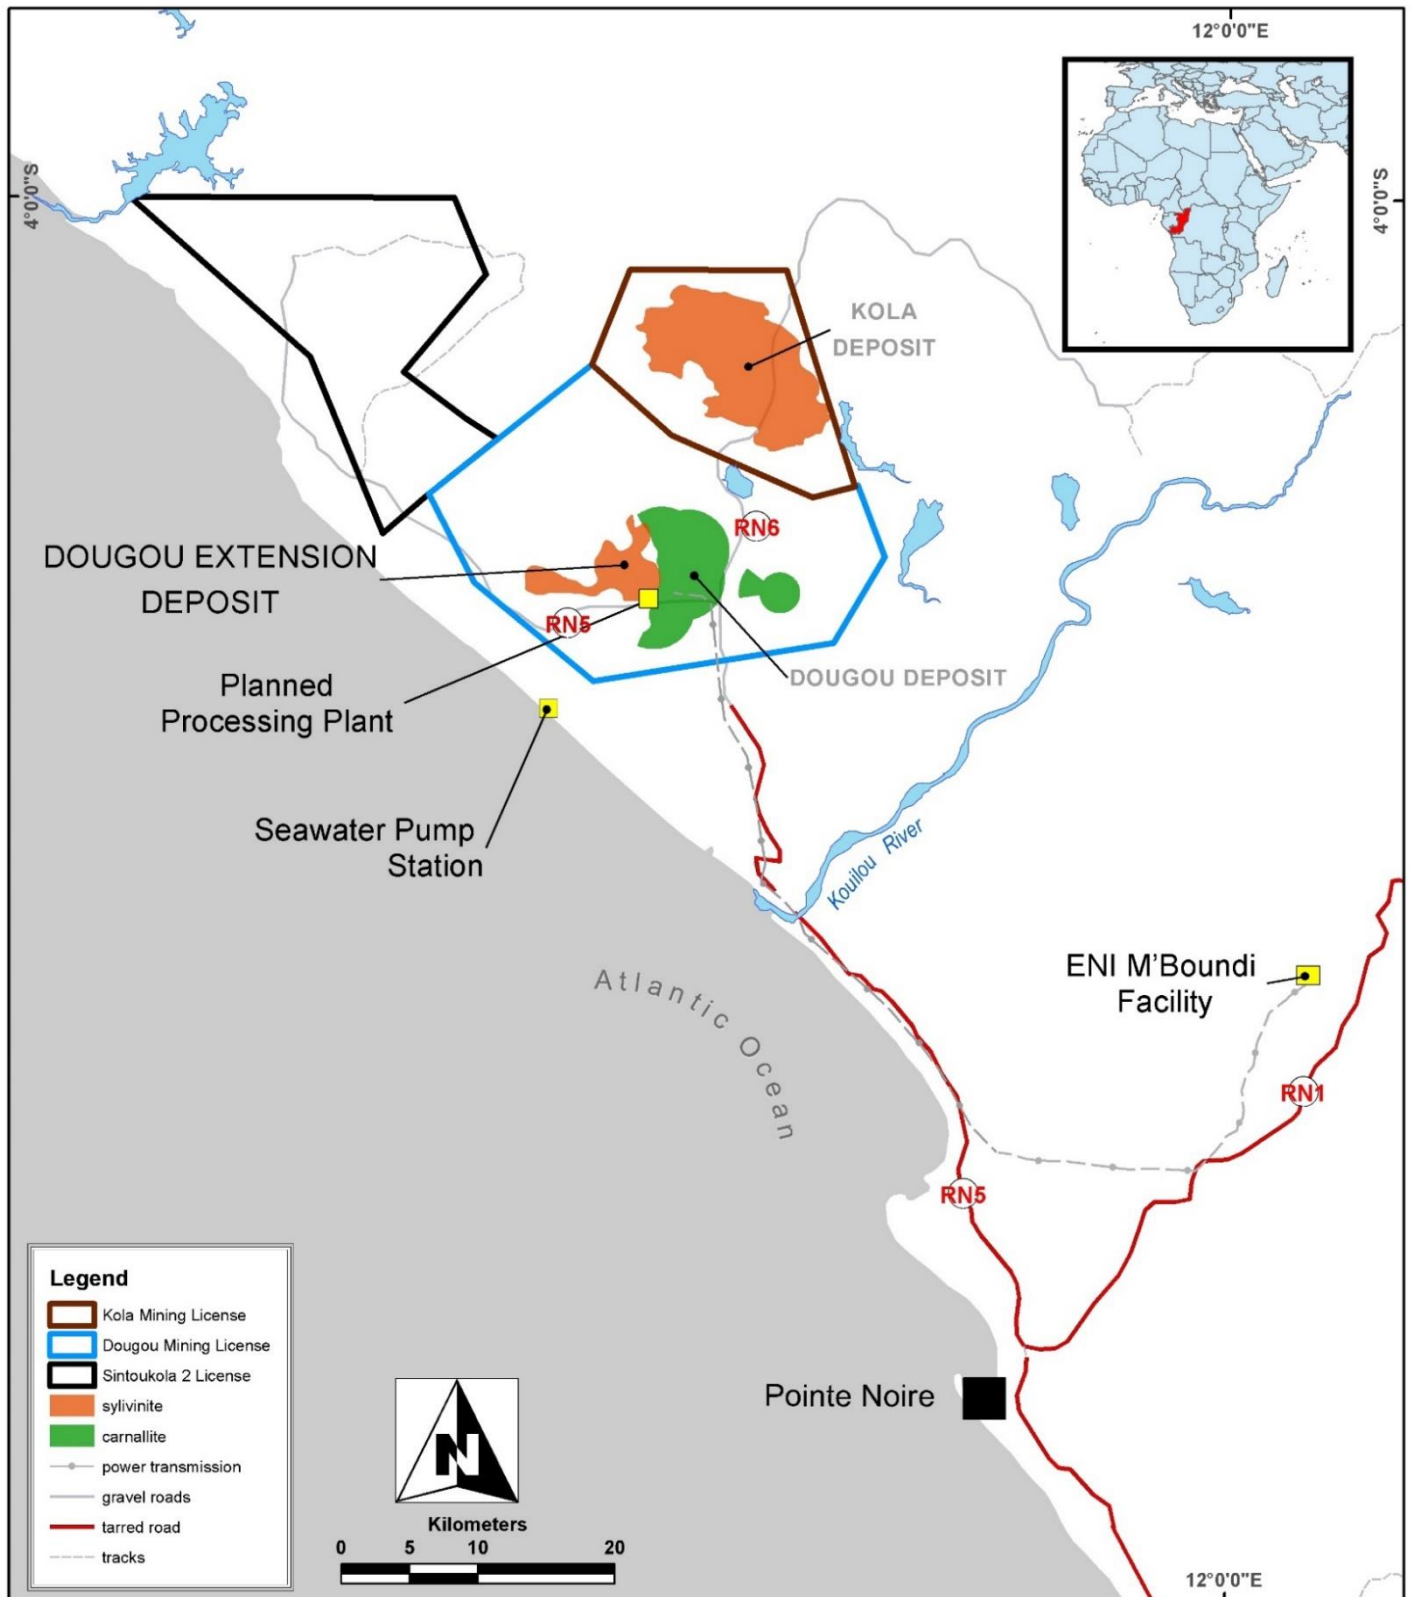 12°0'0"E
4°0'0"S
4°0'0"S
KOLA
DEPOSIT
RN6
DOUGOU EXTENSION
DEPOSIT
RN5
DOUGOU DEPOSIT
Planned
Processing Plant
Seawater Pump
Station
Kouilou River
Atlantic Ocean
ENI M'Boundi
Facility
RN1
RN5
Pointe Noire
Legend
Kola Mining License
Dougou Mining License
Sintoukola 2 License
sylivinite
carnallite
power transmission
gravel roads
tarred road
tracks
N
Kilometers
0 5 10 20
12°0'0"E